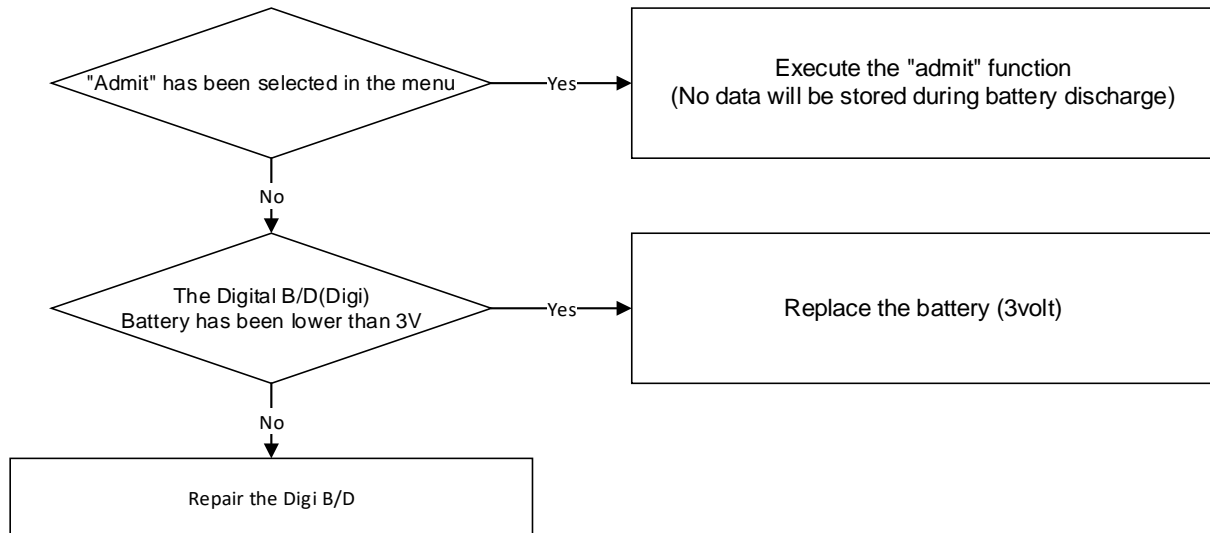 "Admit" has been selected in the menu
Yes
Execute the "admit" function
(No data will be stored during battery discharge)
No
The Digital B/D(Digi)
Battery has been lower than 3V
Yes
Replace the battery (3volt)
No
Repair the Digi B/D